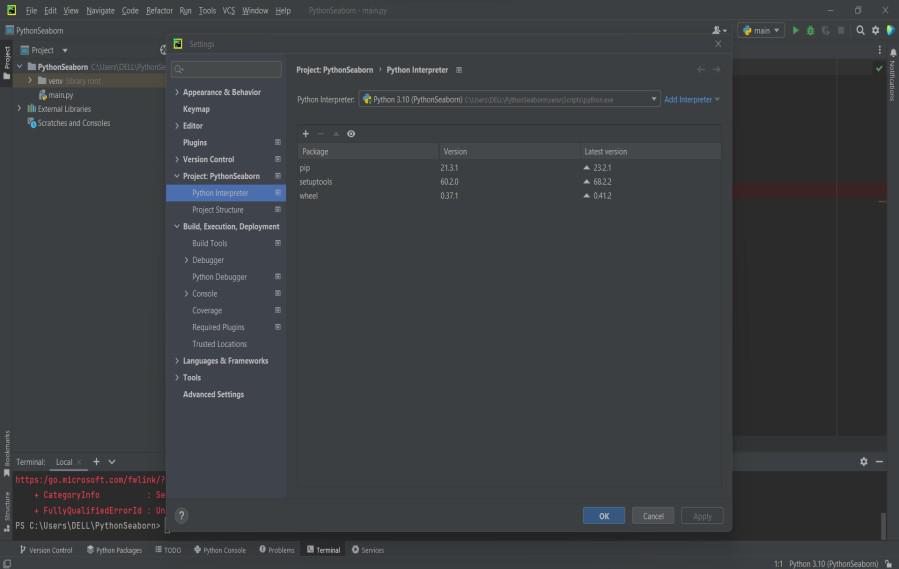 File Edit View Navigate Code Refactor Run Tools VCS Window Help PythonSeaborn - main.py
PythonSeaborn
main
Project
Project
PythonSeaborn C:\Users\DELL\PythonSe
venv library root
main.py
External Libraries
Scratches and Consoles
Notifications
Bookmarks
Structure
Settings
Appearance & Behavior
Keymap
Editor
Plugins
Version Control
Project: PythonSeaborn
Python Interpreter
Project Structure
Build, Execution, Deployment
Build Tools
Debugger
Python Debugger
Console
Coverage
Required Plugins
Trusted Locations
Languages & Frameworks
Tools
Advanced Settings
Project: PythonSeaborn › Python Interpreter
Python Interpreter: Python 3.10 (PythonSeaborn) C:\Users\DELL\PythonSeaborn\venv\Scripts\python.exe Add Interpreter
Package Version Latest version
pip 21.3.1 23.2.1
setuptools 60.2.0 68.2.2
wheel 0.37.1 0.41.2
? OK Cancel Apply
Terminal: Local
https:/go.microsoft.com/fwlink/?
+ CategoryInfo : Se
+ FullyQualifiedErrorId : Un
PS C:\Users\DELL\PythonSeaborn>
Version Control Python Packages TODO Python Console Problems Terminal Services
1:1 Python 3.10 (PythonSeaborn)